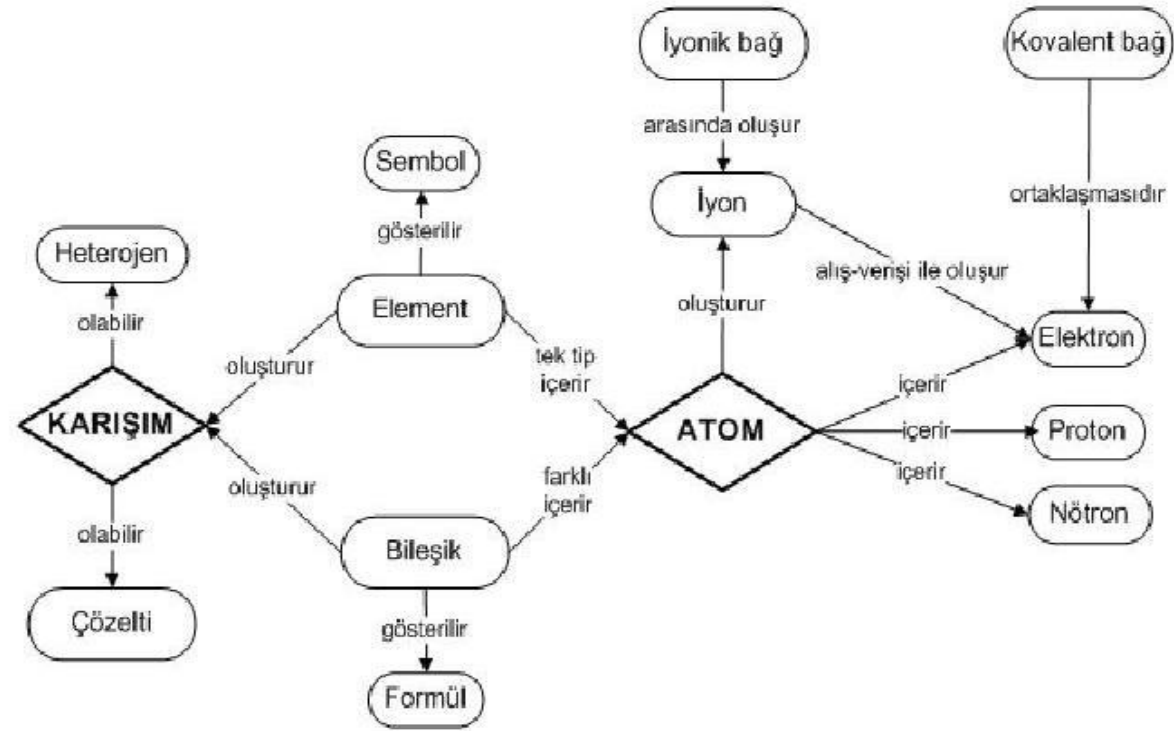 İyonik bağ
Kovalent bağ
arasında oluşur
Sembol
İyon
ortaklaşmasıdır
gösterilir
Heterojen
alış-verişi ile oluşur
Element
oluşturur
olabilir
Elektron
oluşturur
tek tip
içerir
içerir
KARIŞIM
ATOM
içerir
Proton
oluşturur
farklı
içerir
içerir
Nötron
olabilir
Bileşik
Çözelti
gösterilir
Formül